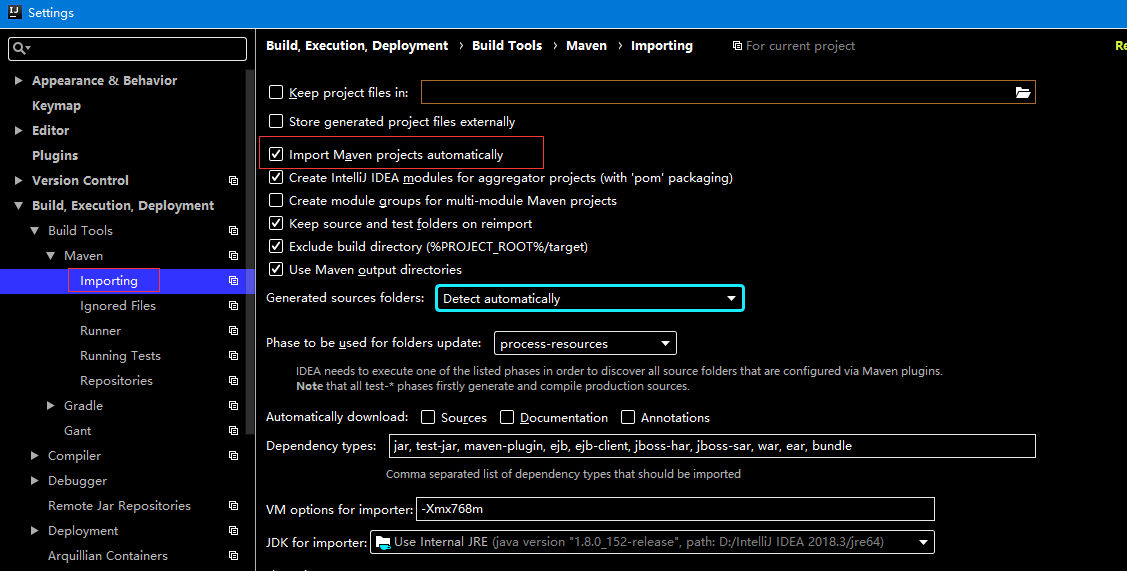 IJ Settings
Build, Execution, Deployment › Build Tools › Maven › Importing For current project Re
Appearance & Behavior
Keymap
Editor
Plugins
Version Control
Build, Execution, Deployment
Build Tools
Maven
Importing
Ignored Files
Runner
Running Tests
Repositories
Gradle
Gant
Compiler
Debugger
Remote Jar Repositories
Deployment
Arquillian Containers
Keep project files in:
Store generated project files externally
Import Maven projects automatically
Create IntelliJ IDEA modules for aggregator projects (with 'pom' packaging)
Create module groups for multi-module Maven projects
Keep source and test folders on reimport
Exclude build directory (%PROJECT_ROOT%/target)
Use Maven output directories
Generated sources folders: Detect automatically
Phase to be used for folders update: process-resources
IDEA needs to execute one of the listed phases in order to discover all source folders that are configured via Maven plugins.
Note that all test-* phases firstly generate and compile production sources.
Automatically download: Sources Documentation Annotations
Dependency types: jar, test-jar, maven-plugin, ejb, ejb-client, jboss-har, jboss-sar, war, ear, bundle
Comma separated list of dependency types that should be imported
VM options for importer: -Xmx768m
JDK for importer: Use Internal JRE (java version "1.8.0_152-release", path: D:/IntelliJ IDEA 2018.3/jre64)